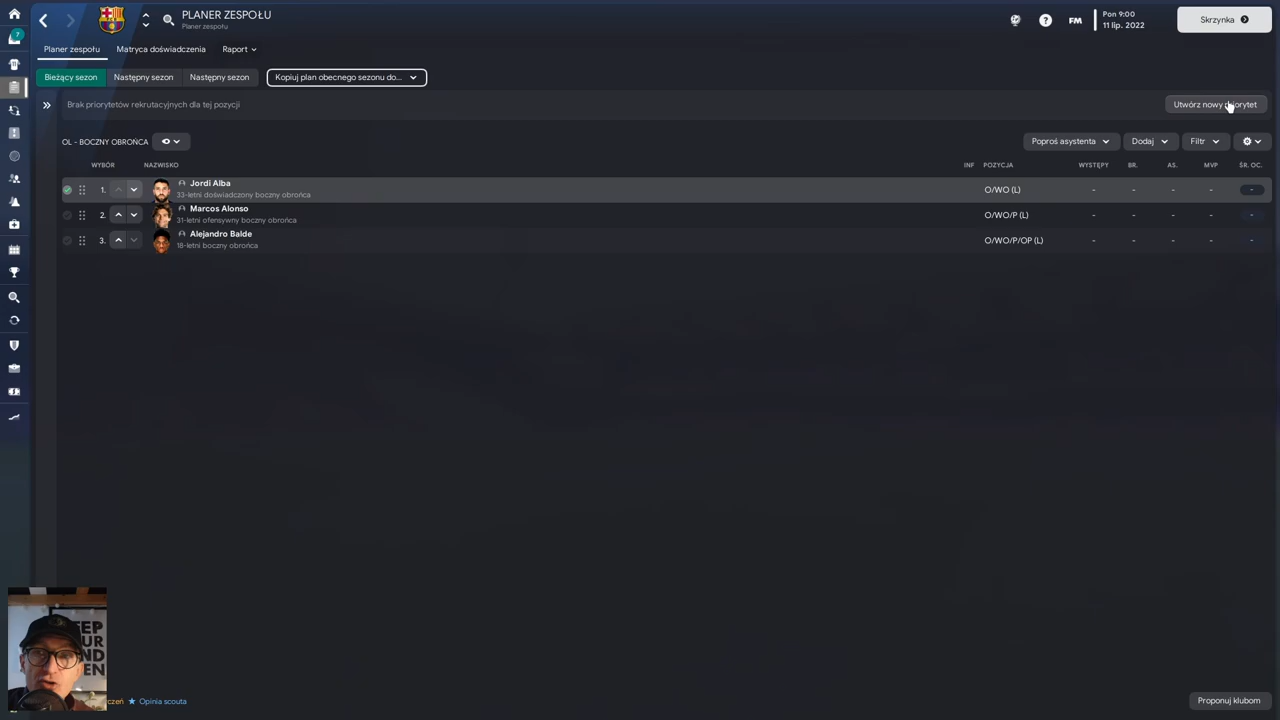 PLANER ZESPOŁU
Planer zespołu
Pon 9:00
11 lip. 2022
Skrzynka
7
FM
Planer zespołu
Matryca doświadczenia
Raport
Bieżący sezon
Następny sezon
Następny sezon
Kopiuj plan obecnego sezonu do...
Brak priorytetów rekrutacyjnych dla tej pozycji
Utwórz nowy priorytet
OL - BOCZNY OBROŃCA
Poproś asystenta
Dodaj
Filtr
WYBÓR
NAZWISKO
INF
POZYCJA
WYSTĘPY
BR.
AS.
MVP
ŚR. OC.
1.
Jordi Alba
33-letni doświadczony boczny obrońca
O/WO (L)
- - - - -
2.
Marcos Alonso
31-letni ofensywny boczny obrońca
O/WO/P (L)
- - - - -
3.
Alejandro Balde
18-letni boczny obrońca
O/WO/P/OP (L)
- - - - -
Opinia scouta
Proponuj klubom